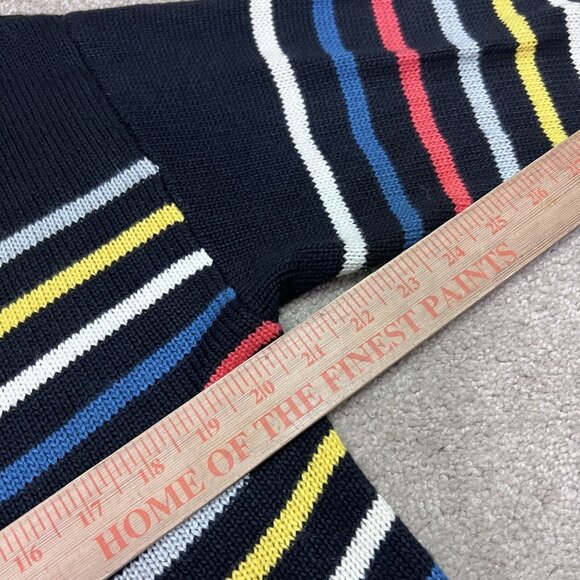 16 17 18 19 20 21 22 23 24 25 26
HOME OF THE FINEST PAINTS